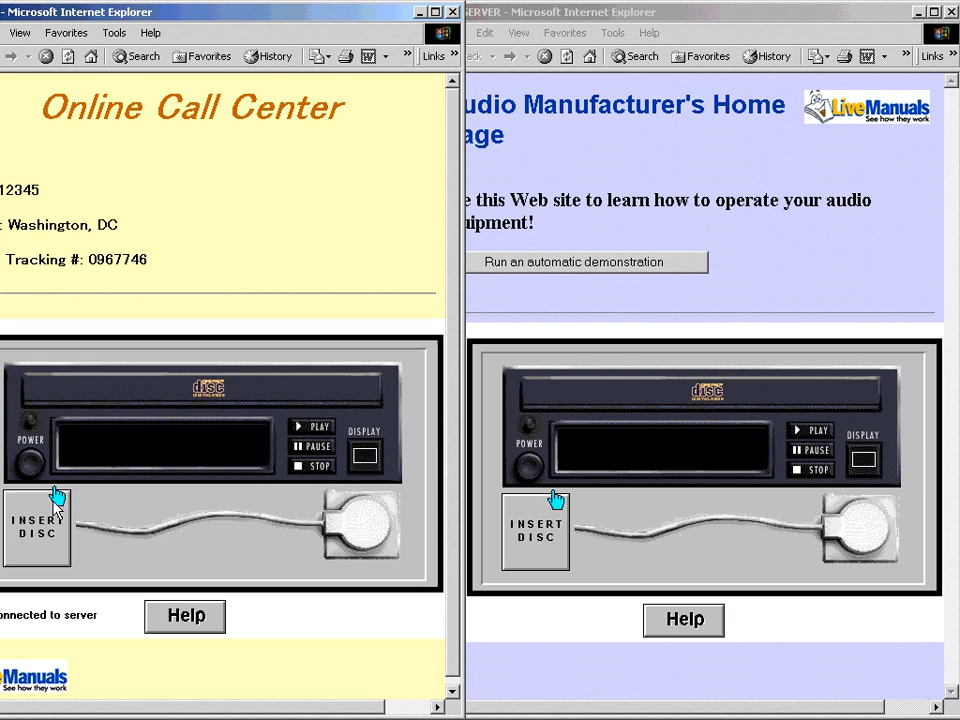 - Microsoft Internet Explorer
View Favorites Tools Help
Search Favorites History » Links »
Online Call Center
12345
: Washington, DC
Tracking #: 0967746
disc
DIGITAL VIDEO
POWER
PLAY
PAUSE
STOP
DISPLAY
INSERT
DISC
onnected to server
Help
LiveManuals
See how they work
SERVER - Microsoft Internet Explorer
Edit View Favorites Tools Help
ack Search Favorites History » Links »
udio Manufacturer's Home
age
LiveManuals
See how they work
e this Web site to learn how to operate your audio
uipment!
Run an automatic demonstration
disc
POWER
PLAY
PAUSE
STOP
DISPLAY
INSERT
DISC
Help